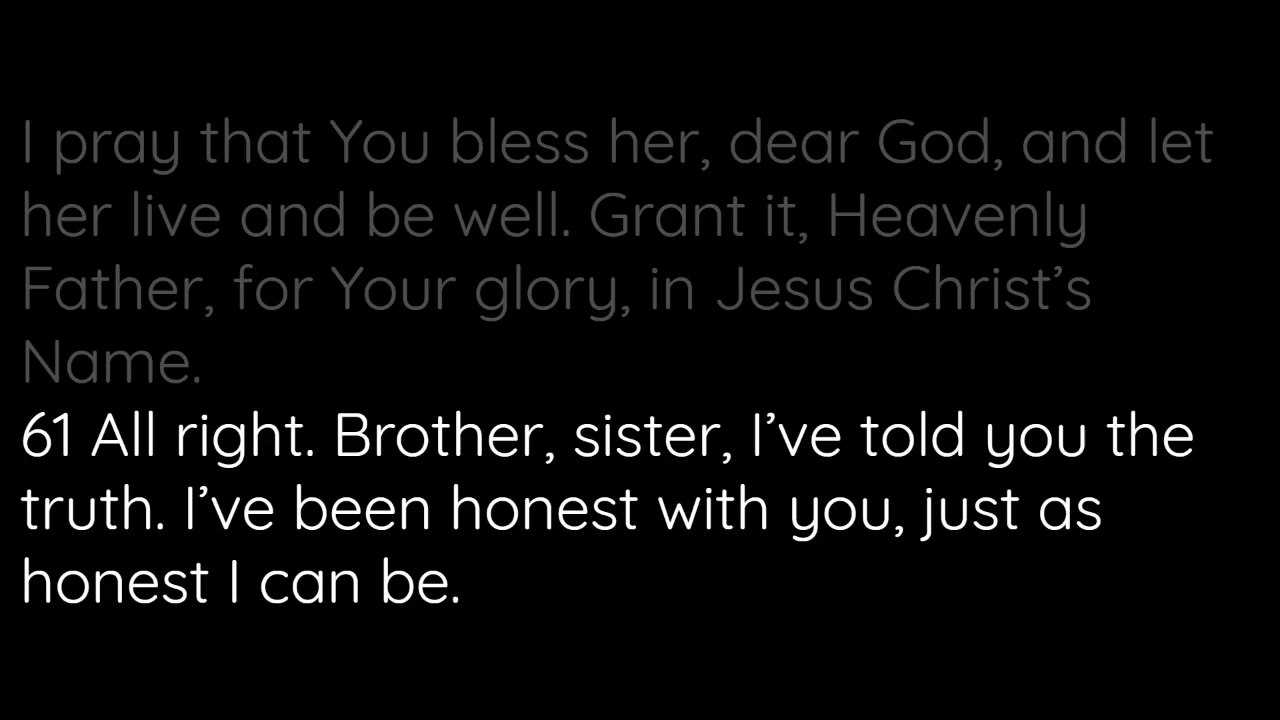 I pray that You bless her, dear God, and let
her live and be well. Grant it, Heavenly
Father, for Your glory, in Jesus Christ’s
Name.
61 All right. Brother, sister, I’ve told you the
truth. I’ve been honest with you, just as
honest I can be.